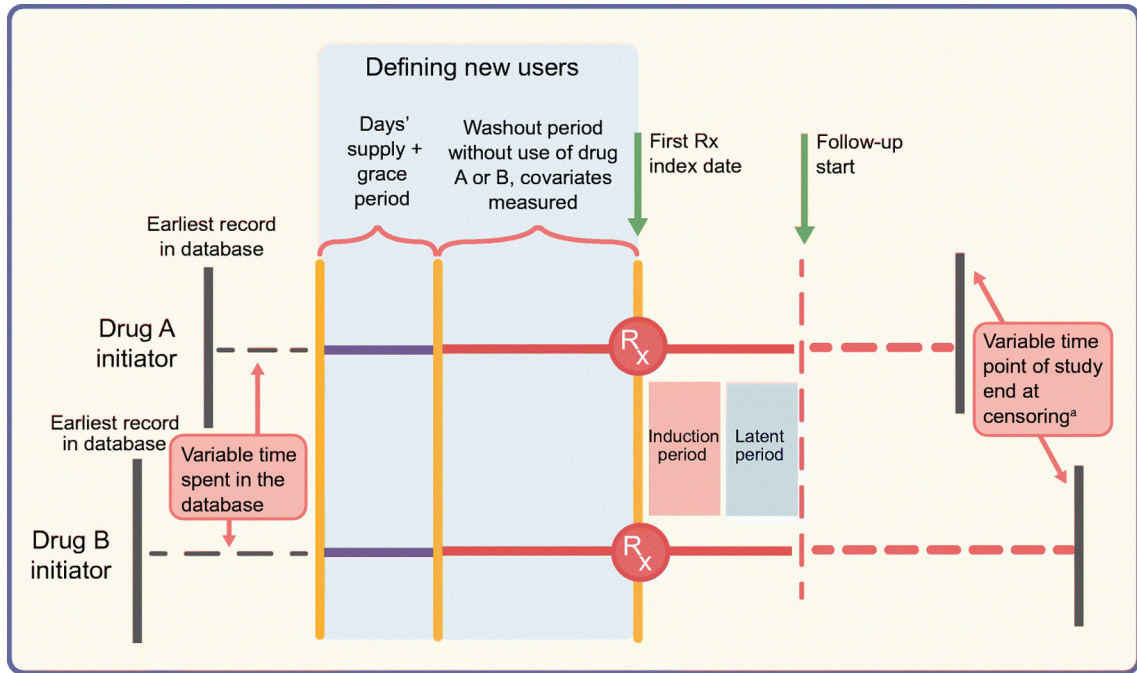 Defining new users
Days'
supply +
grace
period
Washout period
without use of drug
A or B, covariates
measured
First Rx
index date
Follow-up
start
Earliest record
in database
Drug A
initiator
Rx
Variable time
point of study
end at
censoringᵃ
Earliest record
in database
Variable time
spent in the
database
Induction
period
Latent
period
Drug B
initiator
Rx